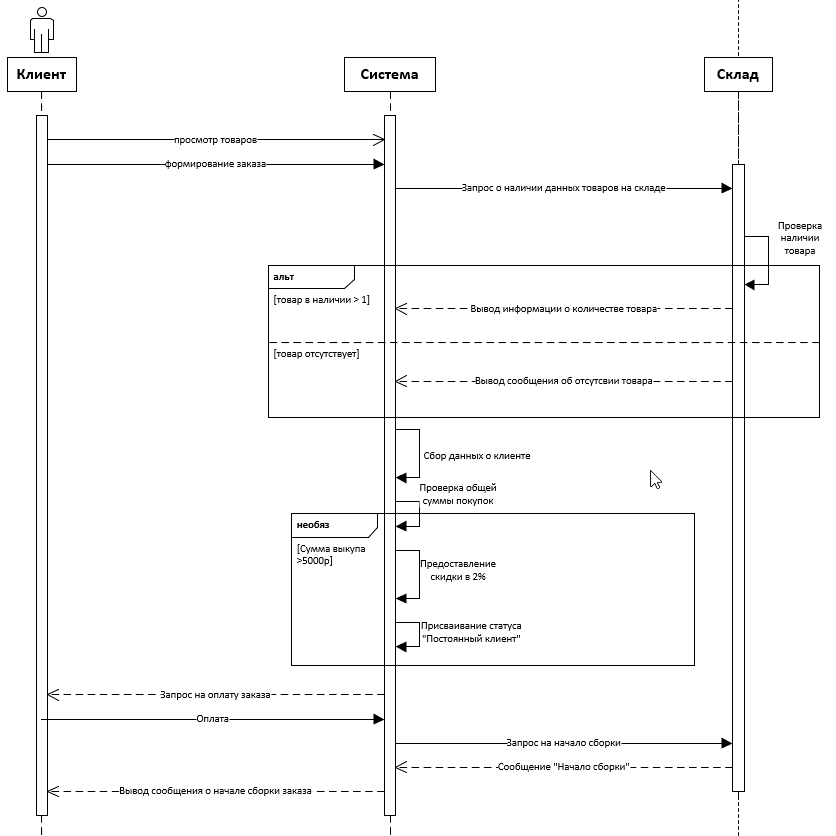 Клиент
Система
Склад
просмотр товаров
формирование заказа
Запрос о наличии данных товаров на складе
Проверка
наличии
товара
альт
[товар в наличии > 1]
Вывод информации о количестве товара
[товар отсутствует]
Вывод сообщения об отсутсвии товара
Сбор данных о клиенте
Проверка общей
суммы покупок
необяз
[Сумма выкупа
>5000р]
Предоставление
скидки в 2%
Присваивание статуса
"Постоянный клиент"
Запрос на оплату заказа
Оплата
Запрос на начало сборки
Сообщение "Начало сборки"
Вывод сообщения о начале сборки заказа